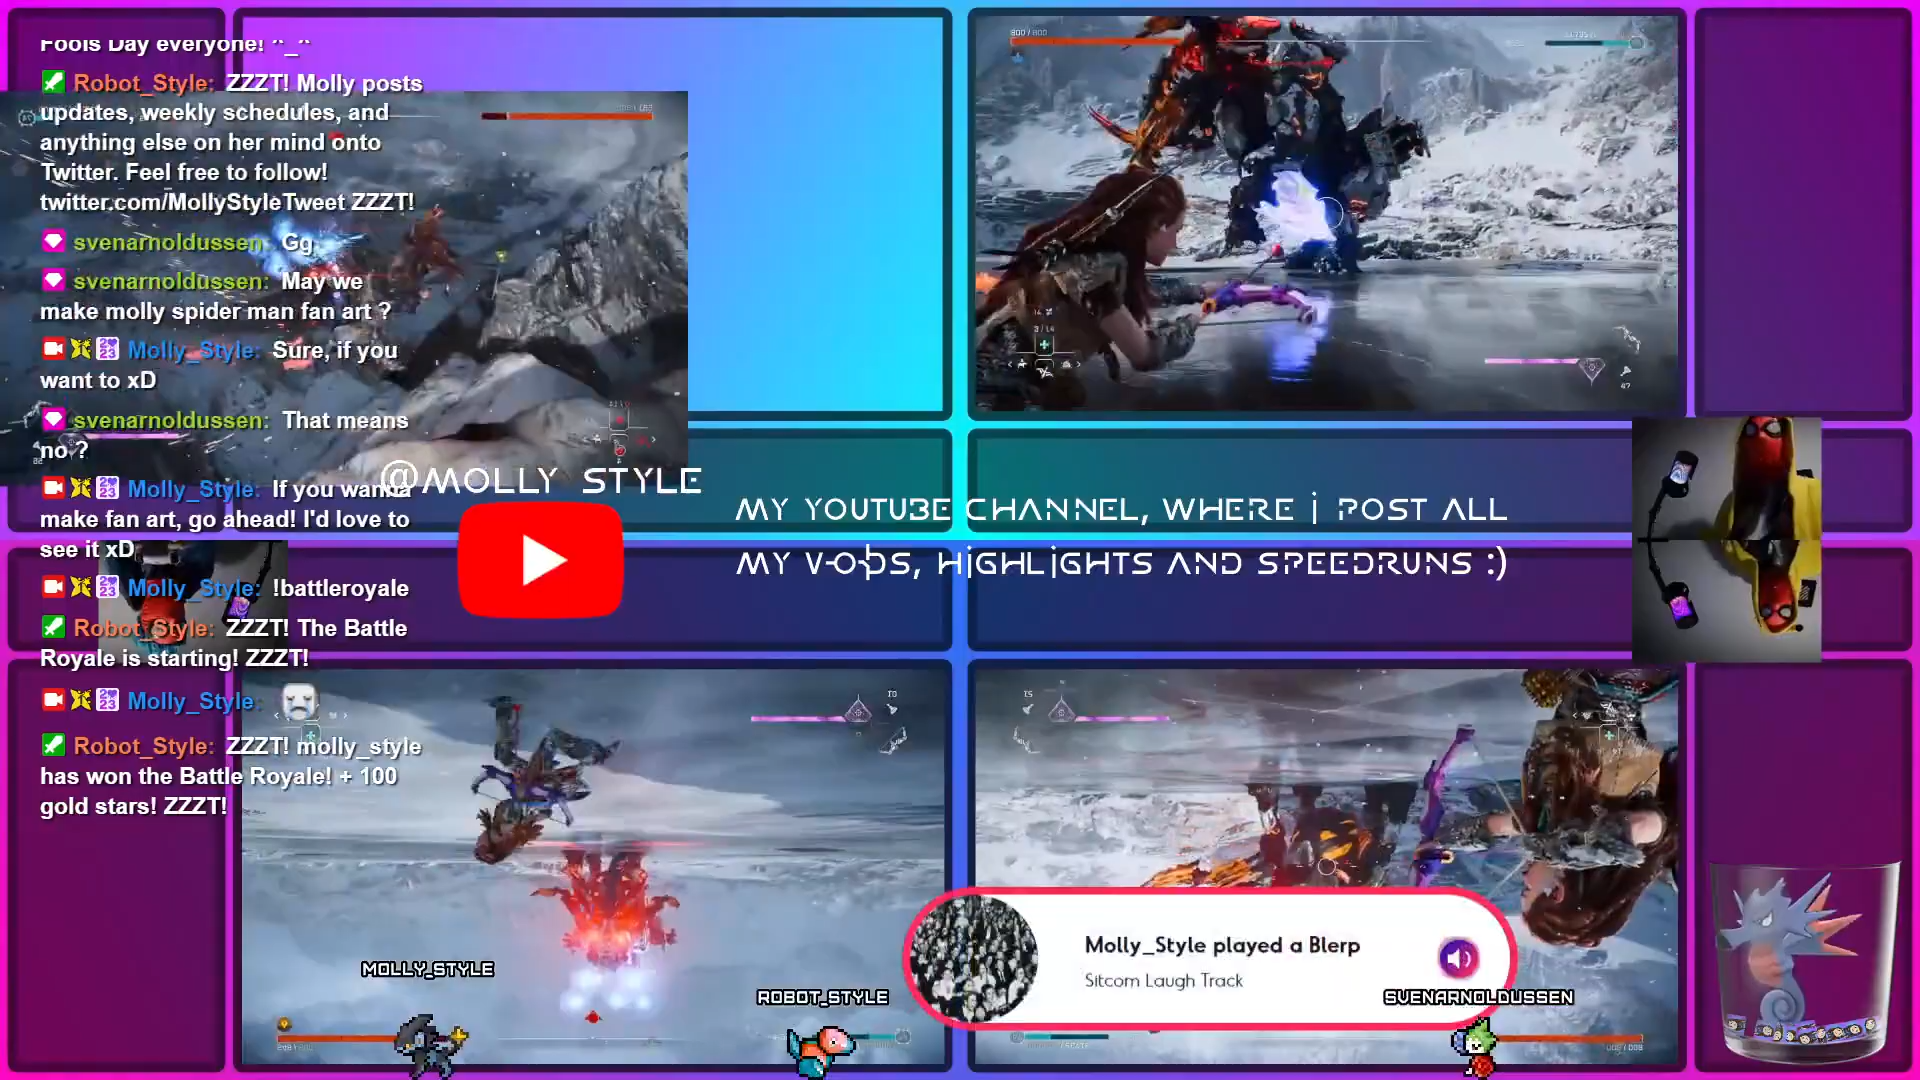 Fools Day everyone! ^_^
Robot_Style: ZZZT! Molly posts
updates, weekly schedules, and
anything else on her mind onto
Twitter. Feel free to follow!
twitter.com/MollyStyleTweet ZZZT!
svenarnoldussen: Gg
svenarnoldussen: May we
make molly spider man fan art ?
Molly_Style: Sure, if you
want to xD
svenarnoldussen: That means
no ?
Molly_Style: If you wanna
make fan art, go ahead! I'd love to
see it xD
Molly_Style: !battleroyale
Robot_Style: ZZZT! The Battle
Royale is starting! ZZZT!
Molly_Style:
Robot_Style: ZZZT! molly_style
has won the Battle Royale! + 100
gold stars! ZZZT!
800 / 800
@MOLLY_STYLE
MY YOUTUBE CHANNEL, WHERE i POST ALL
MY VODS, HiGHLiGHTS AND SPEEDRUNS :)
Molly_Style played a Blerp
Sitcom Laugh Track
MOLLY_STYLE
ROBOT_STYLE
SVENARNOLDUSSEN